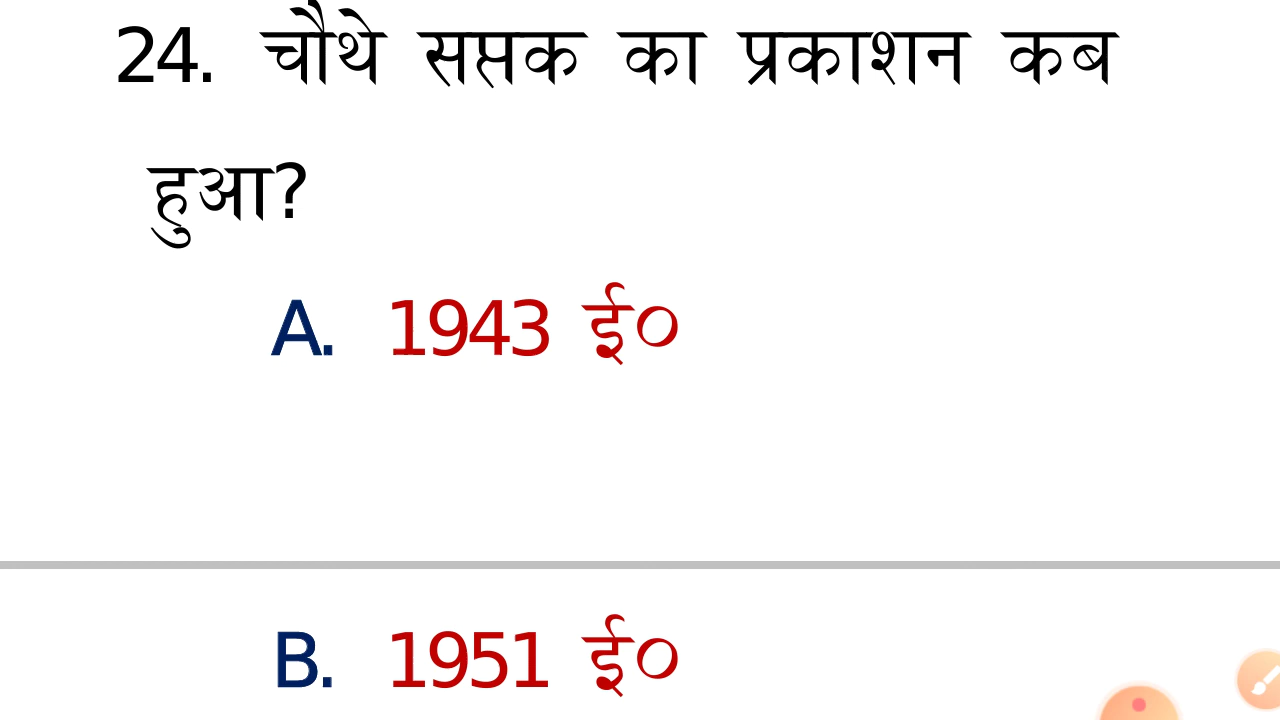 24. चौथे सप्तक का प्रकाशन कब
हुआ?
A. 1943 ई०
B. 1951 ई०